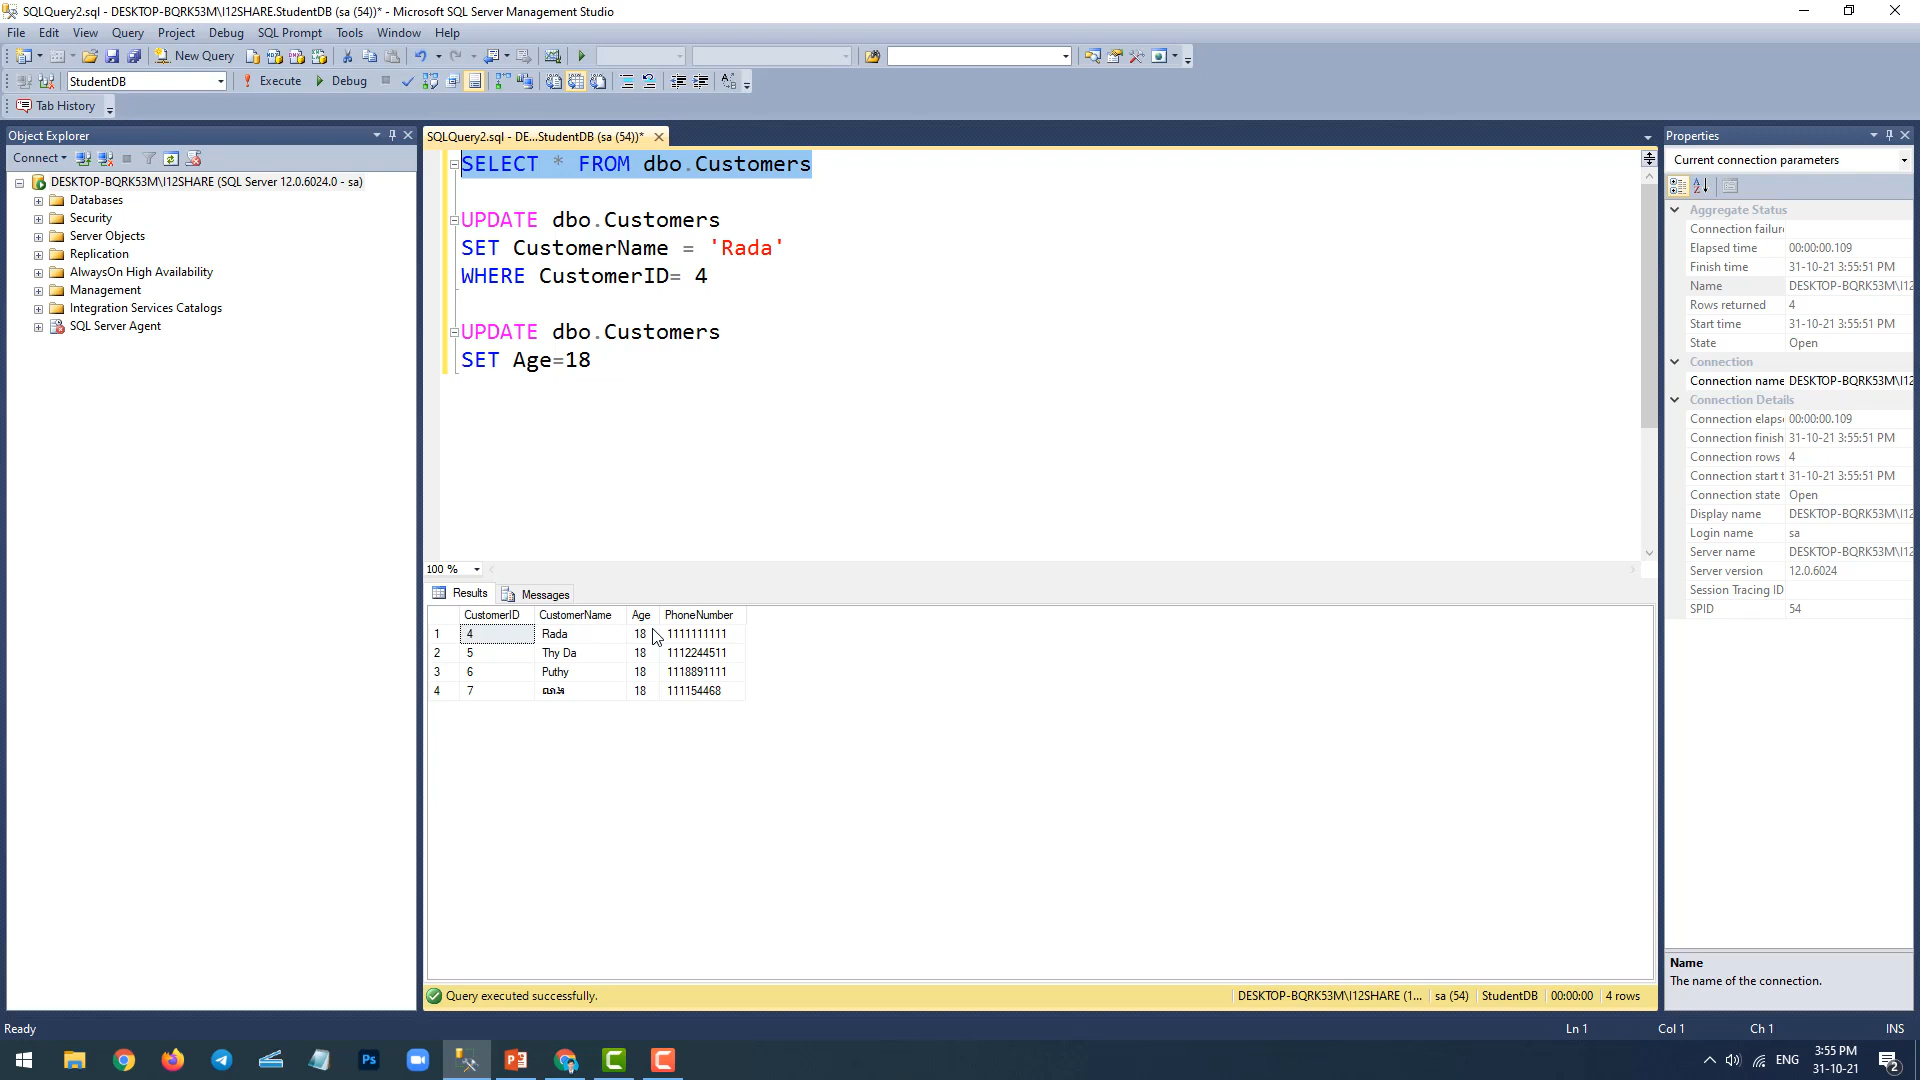 SQLQuery2.sql - DESKTOP-BQRK53M\I12SHARE.StudentDB (sa (54))* - Microsoft SQL Server Management Studio
File Edit View Query Project Debug SQL Prompt Tools Window Help
New Query
StudentDB Execute Debug
Tab History
Object Explorer
Connect
DESKTOP-BQRK53M\I12SHARE (SQL Server 12.0.6024.0 - sa)
Databases
Security
Server Objects
Replication
AlwaysOn High Availability
Management
Integration Services Catalogs
SQL Server Agent
SQLQuery2.sql - DE...StudentDB (sa (54))*
SELECT * FROM dbo.Customers
UPDATE dbo.Customers
SET CustomerName = 'Rada'
WHERE CustomerID= 4
UPDATE dbo.Customers
SET Age=18
100 %
Results Messages
CustomerID CustomerName Age PhoneNumber
1 4 Rada 18 1111111111
2 5 Thy Da 18 1112244511
3 6 Puthy 18 1118891111
4 7 18 111154468
Query executed successfully. DESKTOP-BQRK53M\I12SHARE (1... sa (54) StudentDB 00:00:00 4 rows
Properties
Current connection parameters
Aggregate Status
Connection failure
Elapsed time 00:00:00.109
Finish time 31-10-21 3:55:51 PM
Name DESKTOP-BQRK53M\I12
Rows returned 4
Start time 31-10-21 3:55:51 PM
State Open
Connection
Connection name DESKTOP-BQRK53M\I12
Connection Details
Connection elaps 00:00:00.109
Connection finish 31-10-21 3:55:51 PM
Connection rows 4
Connection start t 31-10-21 3:55:51 PM
Connection state Open
Display name DESKTOP-BQRK53M\I12
Login name sa
Server name DESKTOP-BQRK53M\I12
Server version 12.0.6024
Session Tracing ID
SPID 54
Name
The name of the connection.
Ready Ln 1 Col 1 Ch 1 INS
ENG 3:55 PM
31-10-21
2